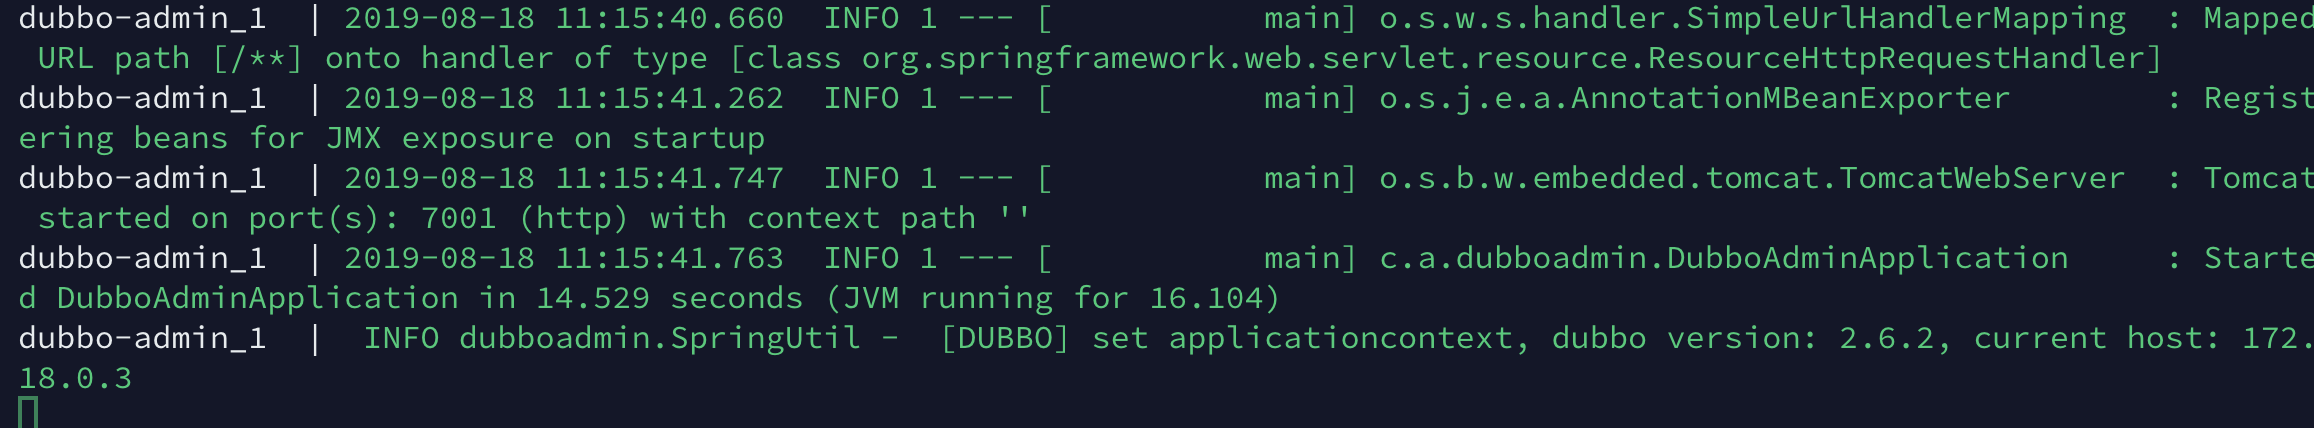 dubbo-admin_1  | 2019-08-18 11:15:40.660  INFO 1 --- [           main] o.s.w.s.handler.SimpleUrlHandlerMapping  : Mapped
 URL path [/**] onto handler of type [class org.springframework.web.servlet.resource.ResourceHttpRequestHandler]
dubbo-admin_1  | 2019-08-18 11:15:41.262  INFO 1 --- [           main] o.s.j.e.a.AnnotationMBeanExporter        : Regist
ering beans for JMX exposure on startup
dubbo-admin_1  | 2019-08-18 11:15:41.747  INFO 1 --- [           main] o.s.b.w.embedded.tomcat.TomcatWebServer  : Tomcat
 started on port(s): 7001 (http) with context path ''
dubbo-admin_1  | 2019-08-18 11:15:41.763  INFO 1 --- [           main] c.a.dubboadmin.DubboAdminApplication     : Starte
d DubboAdminApplication in 14.529 seconds (JVM running for 16.104)
dubbo-admin_1  |  INFO dubboadmin.SpringUtil -  [DUBBO] set applicationcontext, dubbo version: 2.6.2, current host: 172.
18.0.3